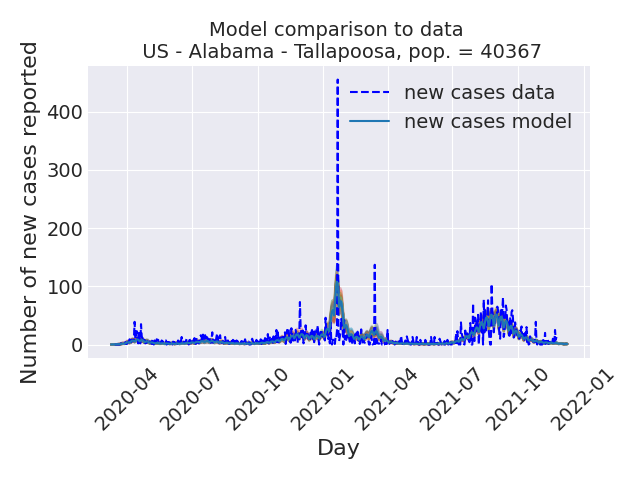 Model comparison to data
US - Alabama - Tallapoosa, pop. = 40367
Number of new cases reported
400
300
200
100
0
new cases data
new cases model
2020-04
2020-07
2020-10
2021-01
2021-04
2021-07
2021-10
2022-01
Day